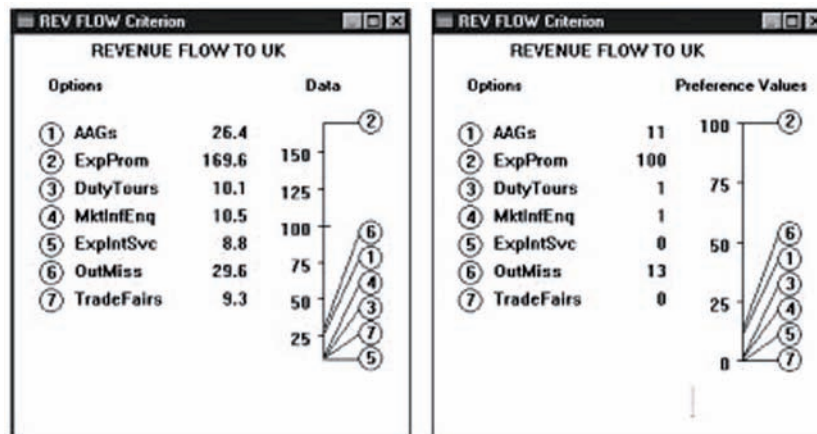 REV FLOW Criterion
REVENUE FLOW TO UK
Options Data
1 AAGs 26.4
2 ExpProm 169.6
3 DutyTours 10.1
4 MktInfEnq 10.5
5 ExpIntSvc 8.8
6 OutMiss 29.6
7 TradeFairs 9.3
150
125
100
75
50
25
2
6
1
4
3
7
5
REV FLOW Criterion
REVENUE FLOW TO UK
Options Preference Values
1 AAGs 11
2 ExpProm 100
3 DutyTours 1
4 MktInfEnq 1
5 ExpIntSvc 0
6 OutMiss 13
7 TradeFairs 0
100
75
50
25
0
2
6
1
3
4
5
7